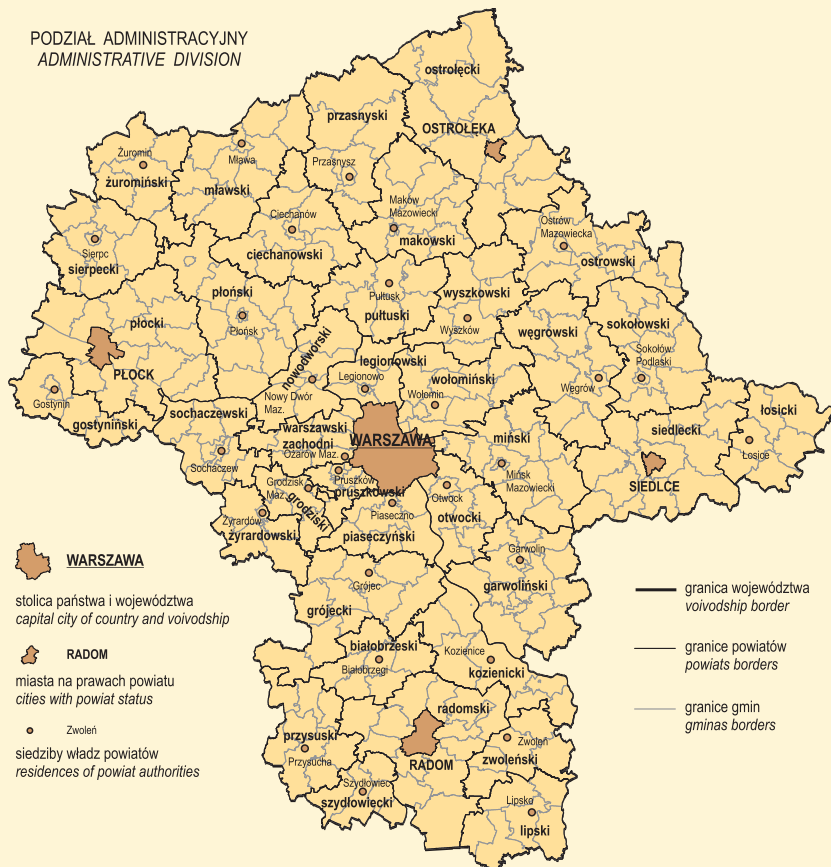 PODZIAŁ ADMINISTRACYJNY
ADMINISTRATIVE DIVISION
ostrołęcki
przasnyski
OSTROŁĘKA
Żuromin
żuromiński
Mława
mławski
Przasnysz
Maków
Mazowiecki
makowski
Ciechanów
ciechanowski
Ostrów
Mazowiecka
ostrowski
Sierpc
sierpecki
płoński
Płońsk
Pułtusk
pułtuski
wyszkowski
Wyszków
węgrowski
Węgrów
sokołowski
Sokołów
Podlaski
płocki
PŁOCK
Gostynin
gostyniński
nowodworski
Nowy Dwór
Maz.
legionowski
Legionowo
wołomiński
Wołomin
sochaczewski
Sochaczew
warszawski
zachodni
Ożarów Maz.
WARSZAWA
miński
Mińsk
Mazowiecki
siedlecki
SIEDLCE
łosicki
Łosice
Pruszków
pruszkowski
Grodzisk
Maz.
grodziski
Żyrardów
żyrardowski
Piaseczno
piaseczyński
Otwock
otwocki
Garwolin
garwoliński
Grójec
grójecki
białobrzeski
Białobrzegi
Kozienice
kozienicki
radomski
RADOM
przysuski
Przysucha
Zwoleń
zwoleński
Szydłowiec
szydłowiecki
Lipsko
lipski
WARSZAWA
stolica państwa i województwa
capital city of country and voivodship
RADOM
miasta na prawach powiatu
cities with powiat status
Zwoleń
siedziby władz powiatów
residences of powiat authorities
granica województwa
voivodship border
granice powiatów
powiats borders
granice gmin
gminas borders